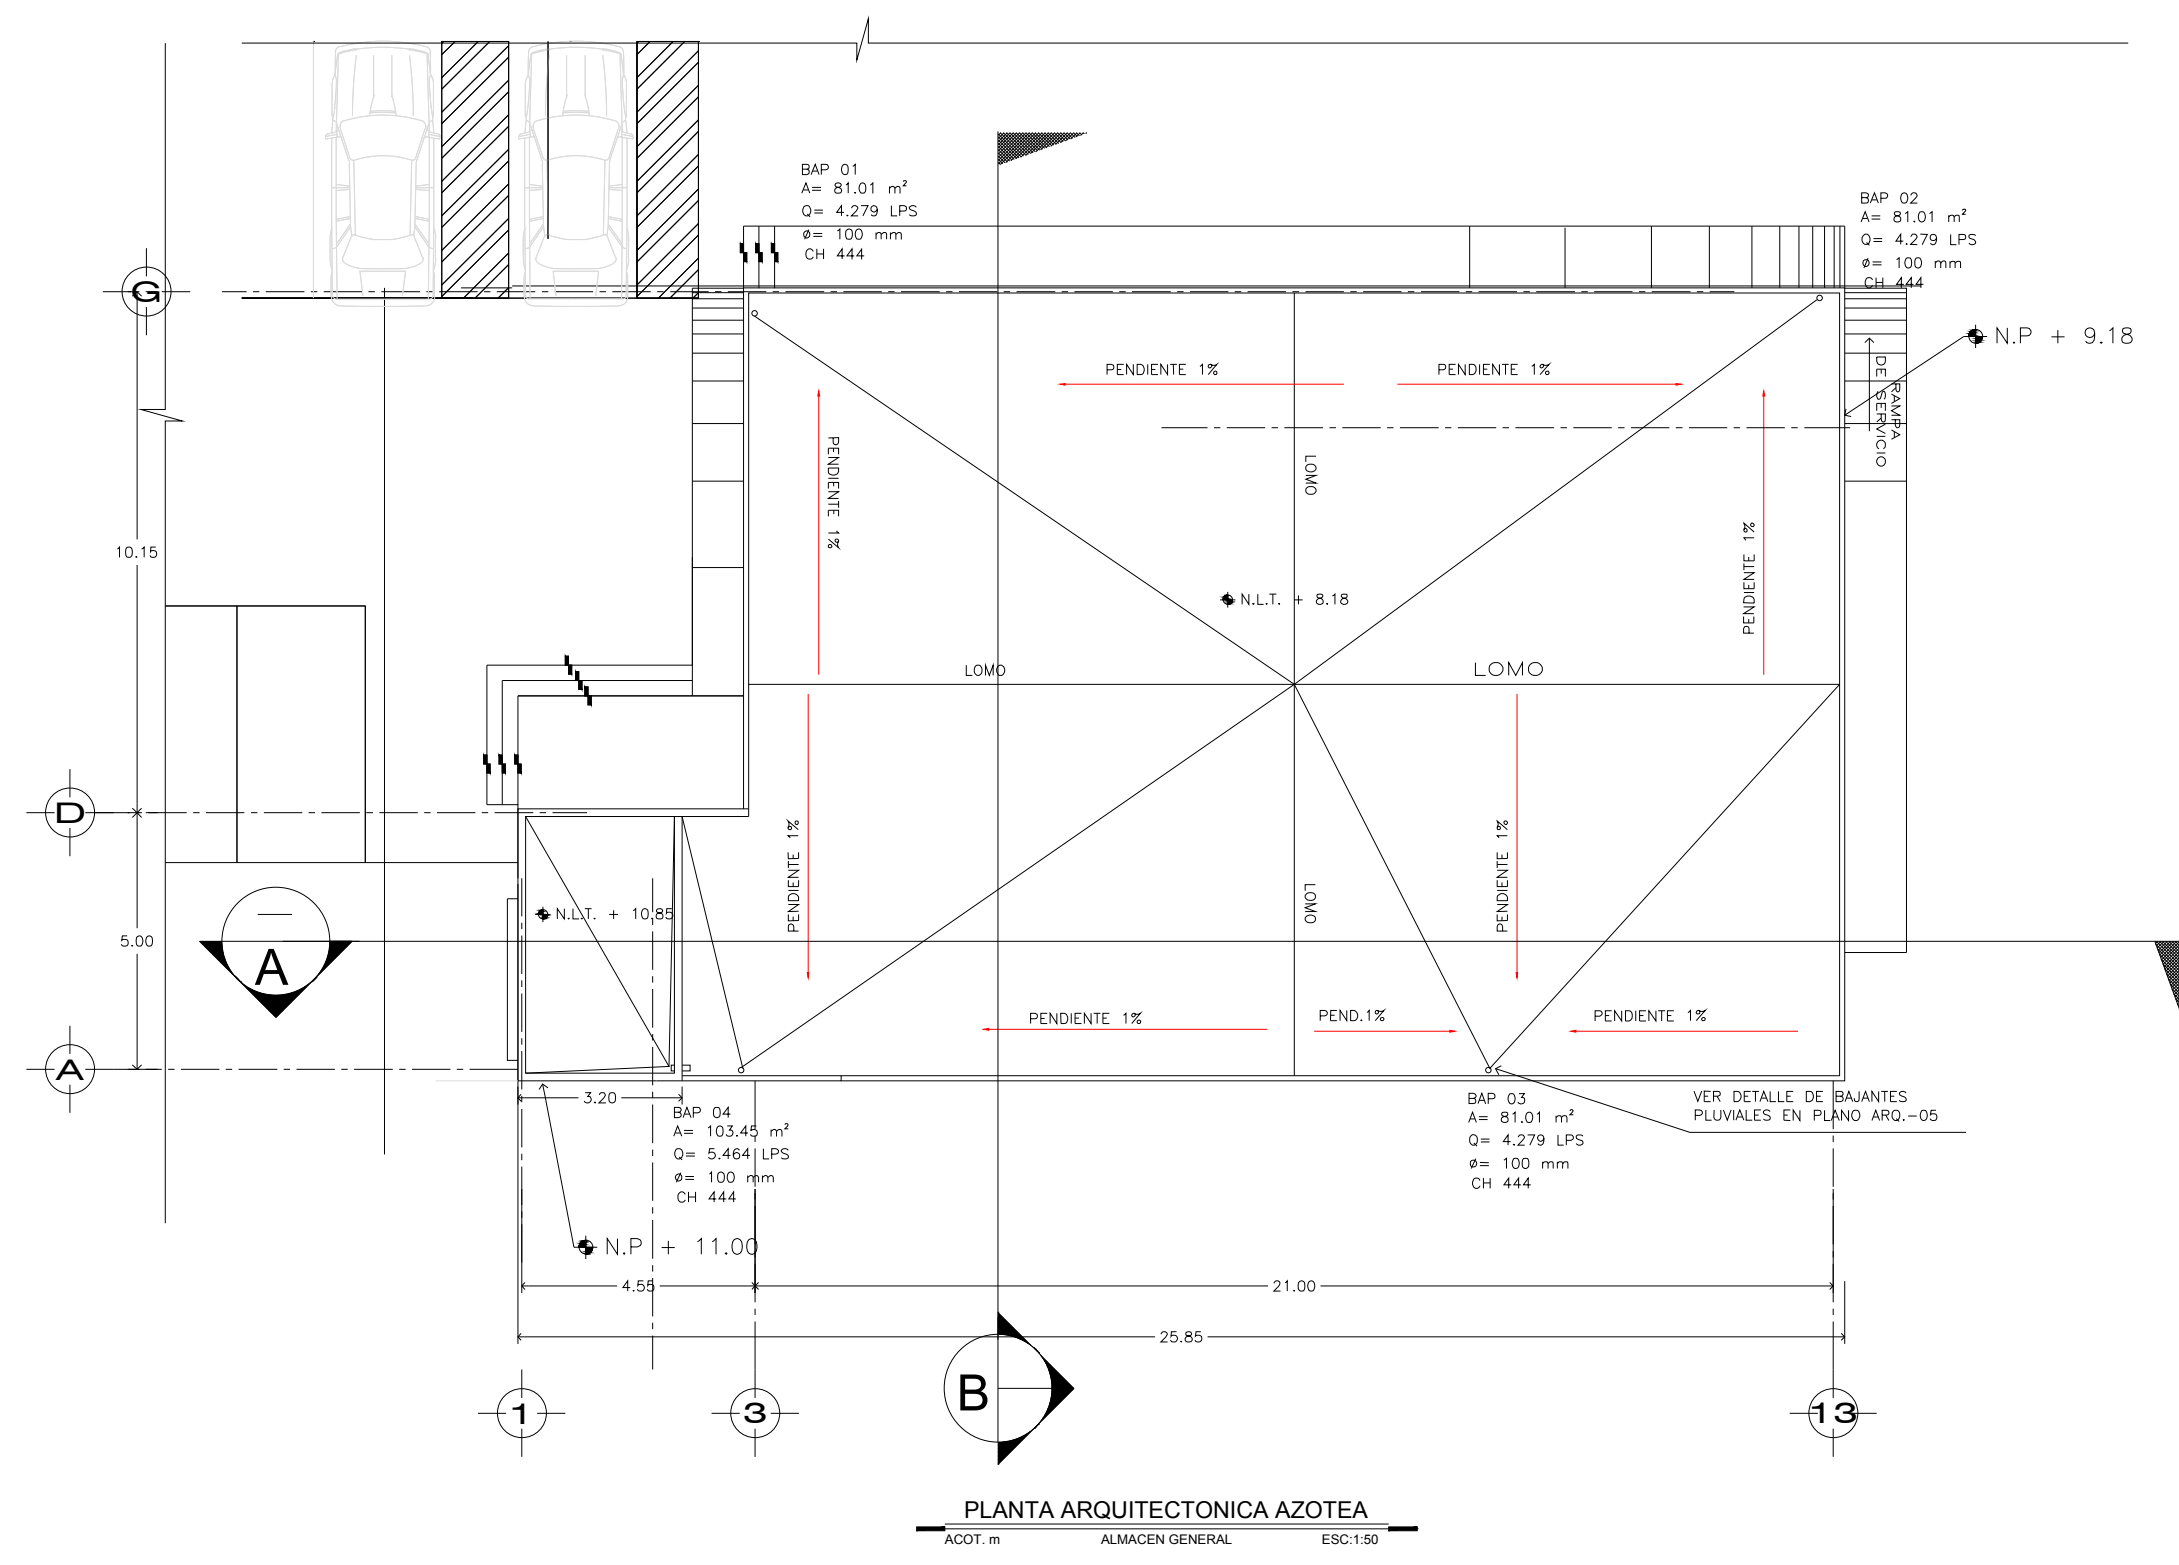 BAP 01
A= 81.01 m²
Q= 4.279 LPS
ø= 100 mm
CH 444
BAP 02
A= 81.01 m²
Q= 4.279 LPS
ø= 100 mm
CH 444
G
N.P + 9.18
PENDIENTE 1%
PENDIENTE 1%
RAMPA
DE SERVICIO
PENDIENTE 1%
LOMO
PENDIENTE 1%
10.15
N.L.T. + 8.18
LOMO
LOMO
D
PENDIENTE 1%
PENDIENTE 1%
LOMO
N.L.T. + 10.85
5.00
A
PENDIENTE 1%
PEND.1%
PENDIENTE 1%
A
3.20
BAP 04
A= 103.45 m²
Q= 5.464 LPS
ø= 100 mm
CH 444
BAP 03
A= 81.01 m²
Q= 4.279 LPS
ø= 100 mm
CH 444
VER DETALLE DE BAJANTES
PLUVIALES EN PLANO ARQ.-05
N.P + 11.00
4.55
21.00
25.85
B
1
3
13
PLANTA ARQUITECTONICA AZOTEA
ACOT. m ALMACEN GENERAL ESC:1:50